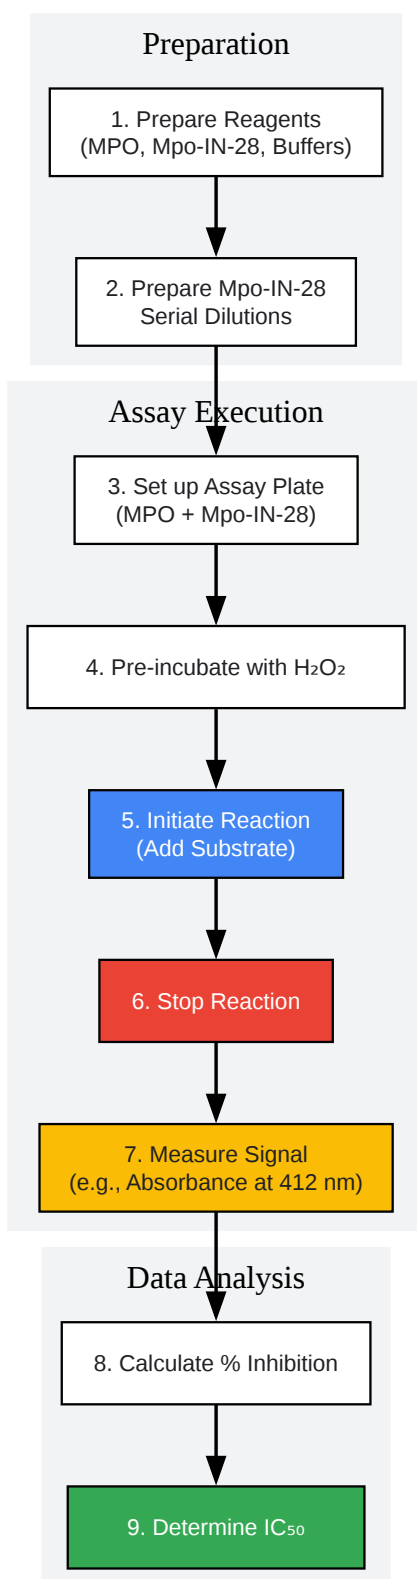 Preparation
1. Prepare Reagents
(MPO, Mpo-IN-28, Buffers)
2. Prepare Mpo-IN-28
Serial Dilutions
Assay Execution
3. Set up Assay Plate
(MPO + Mpo-IN-28)
4. Pre-incubate with H₂O₂
5. Initiate Reaction
(Add Substrate)
6. Stop Reaction
7. Measure Signal
(e.g., Absorbance at 412 nm)
Data Analysis
8. Calculate % Inhibition
9. Determine IC₅₀